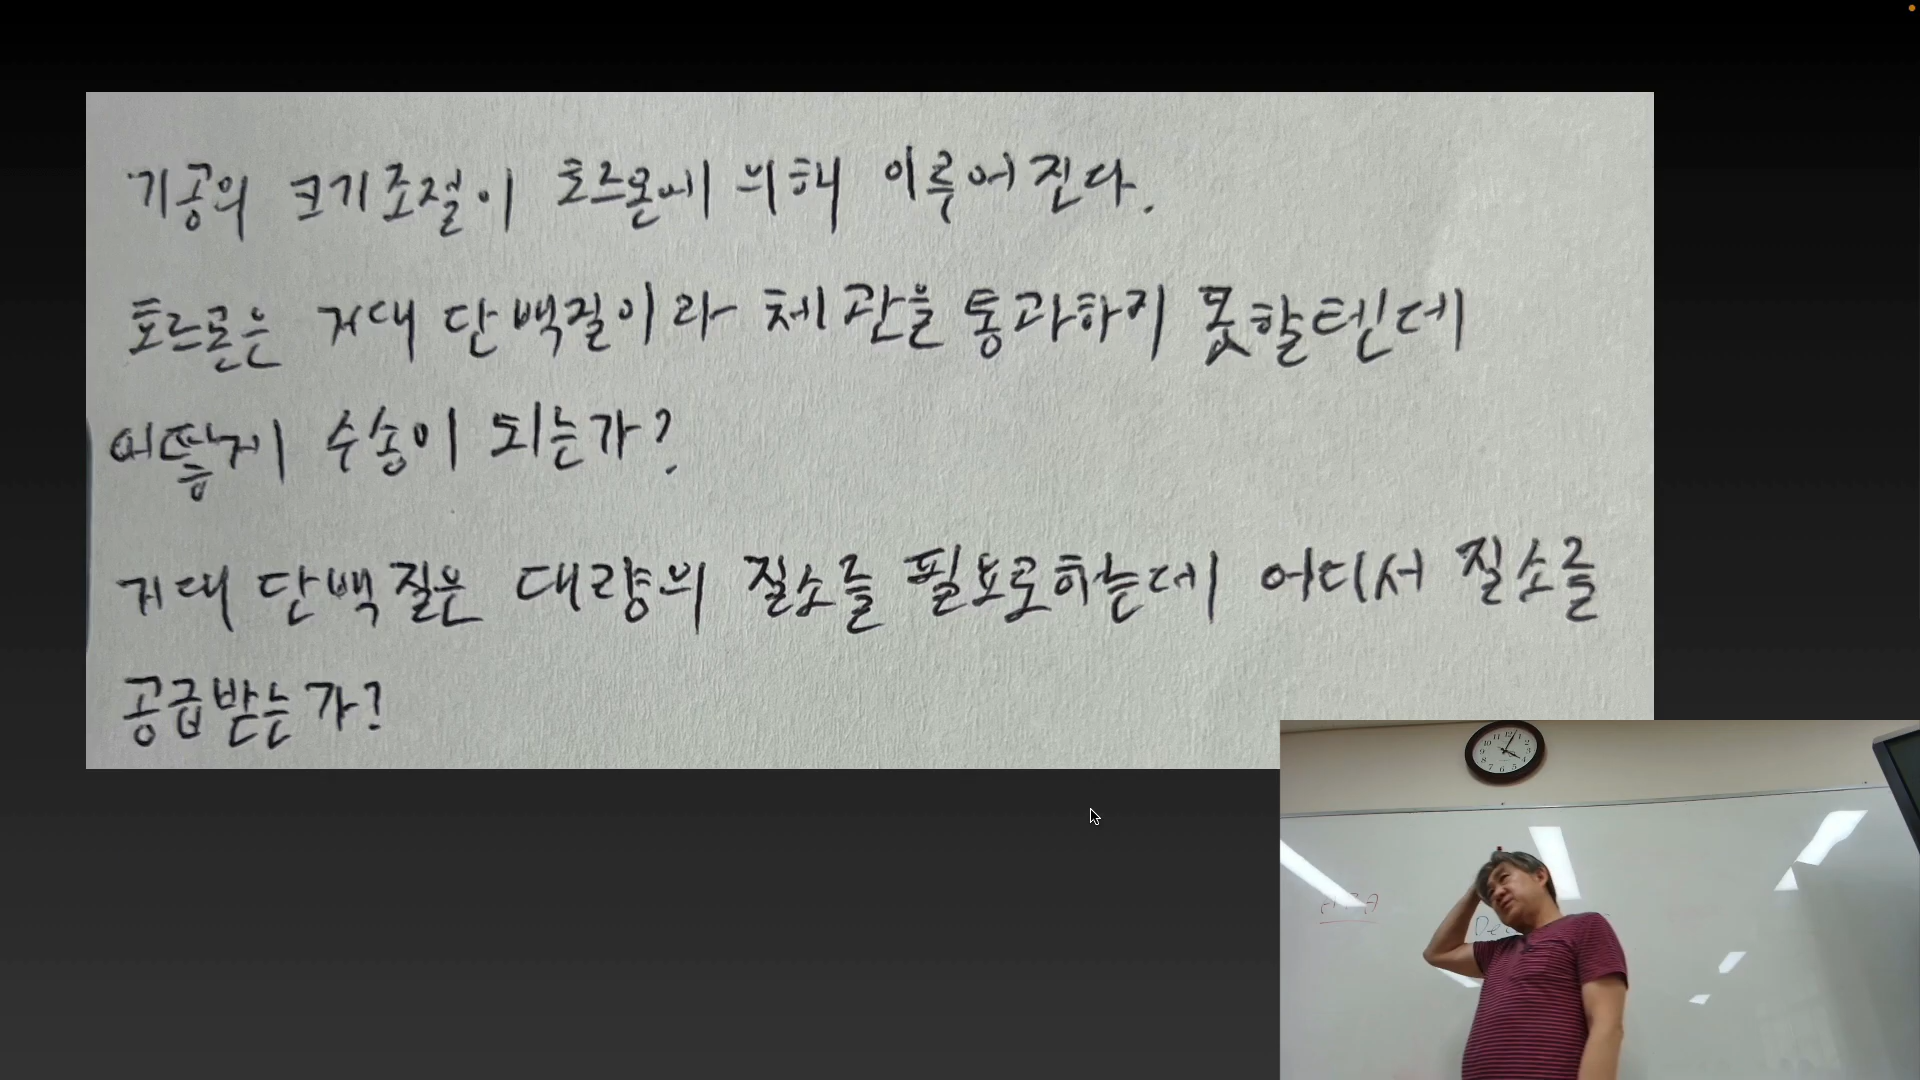 기공의 크기조절이 호르몬에 의해 이루어진다.
호르몬은 거대 단백질이라 체관을 통과하지 못할텐데
어떻게 수송이 되는가?
거대 단백질은 대량의 질소를 필요로하는데 어디서 질소를
공급받는가?